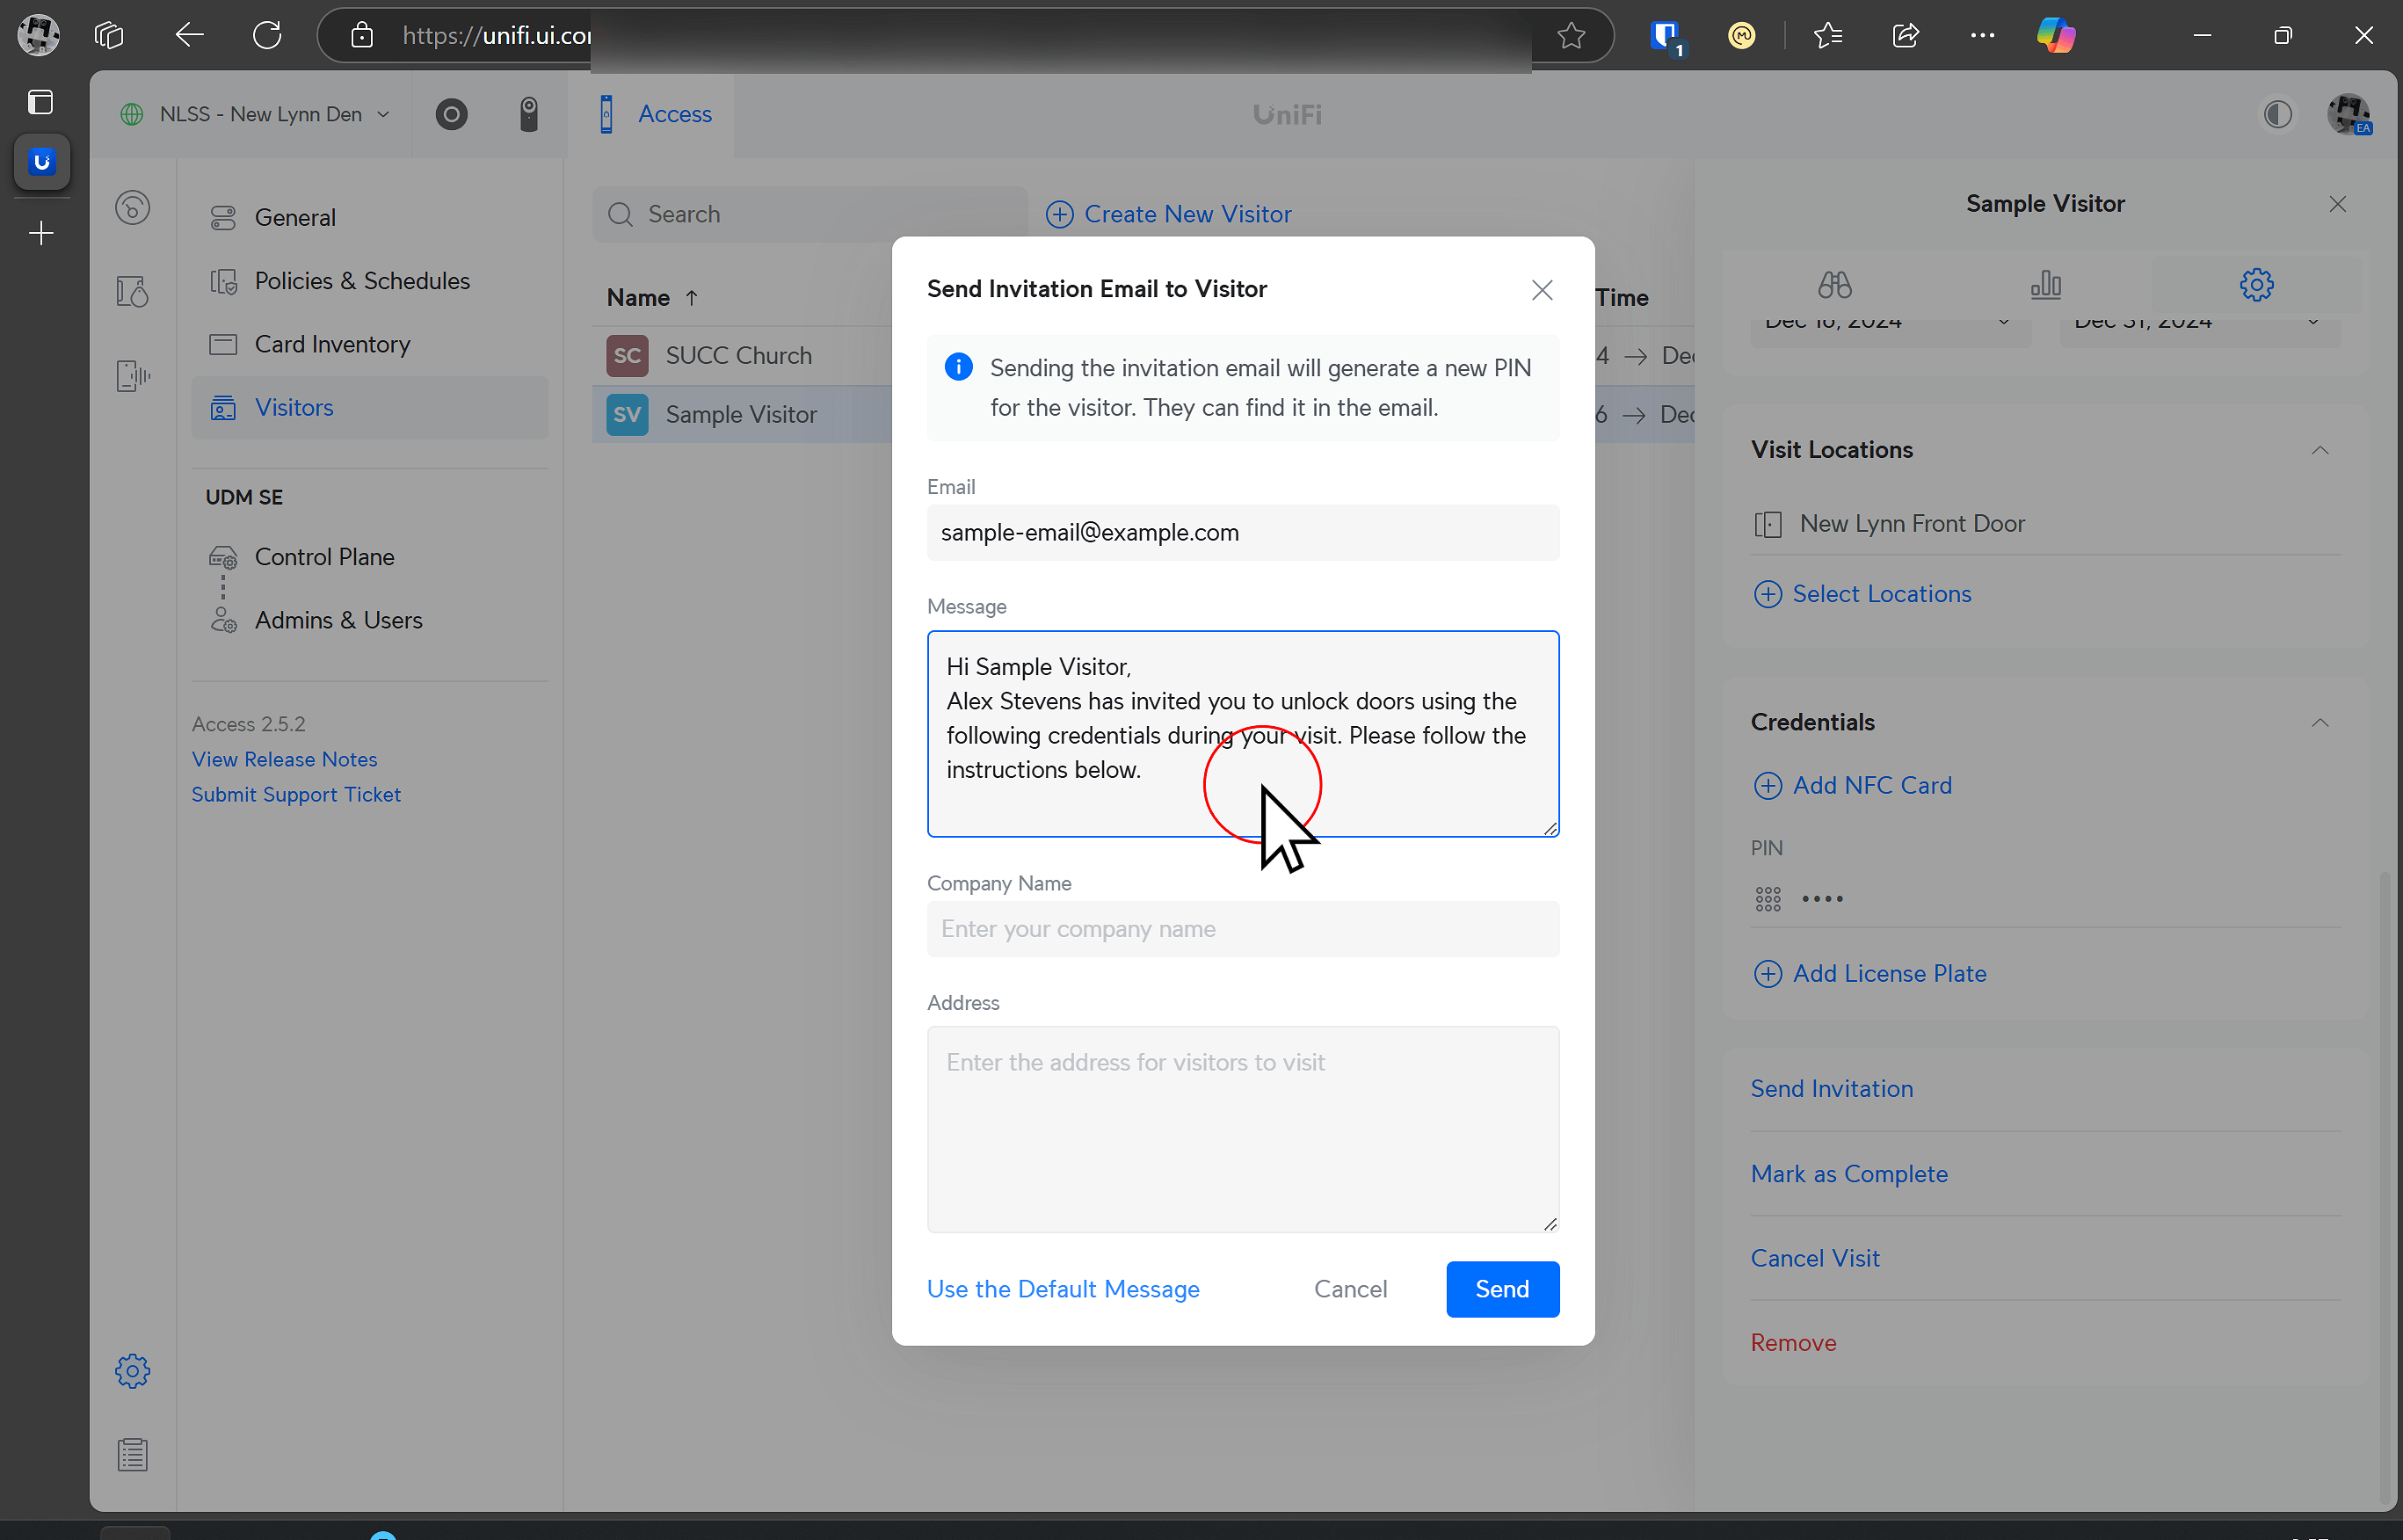 https://unifi.ui.co
1
NLSS - New Lynn Den
Access
UniFi
EA
General
Policies & Schedules
Card Inventory
Visitors
UDM SE
Control Plane
Admins & Users
Access 2.5.2
View Release Notes
Submit Support Ticket
Search
Create New Visitor
Name ↑
Time
SC
SUCC Church
4 → Dec
SV
Sample Visitor
6 → Dec
Send Invitation Email to Visitor
Sending the invitation email will generate a new PIN
for the visitor. They can find it in the email.
Email
sample-email@example.com
Message
Hi Sample Visitor,
Alex Stevens has invited you to unlock doors using the
following credentials during your visit. Please follow the
instructions below.
Company Name
Enter your company name
Address
Enter the address for visitors to visit
Use the Default Message
Cancel
Send
Sample Visitor
Dec 16, 2024
Dec 31, 2024
Visit Locations
New Lynn Front Door
Select Locations
Credentials
Add NFC Card
PIN
••••
Add License Plate
Send Invitation
Mark as Complete
Cancel Visit
Remove